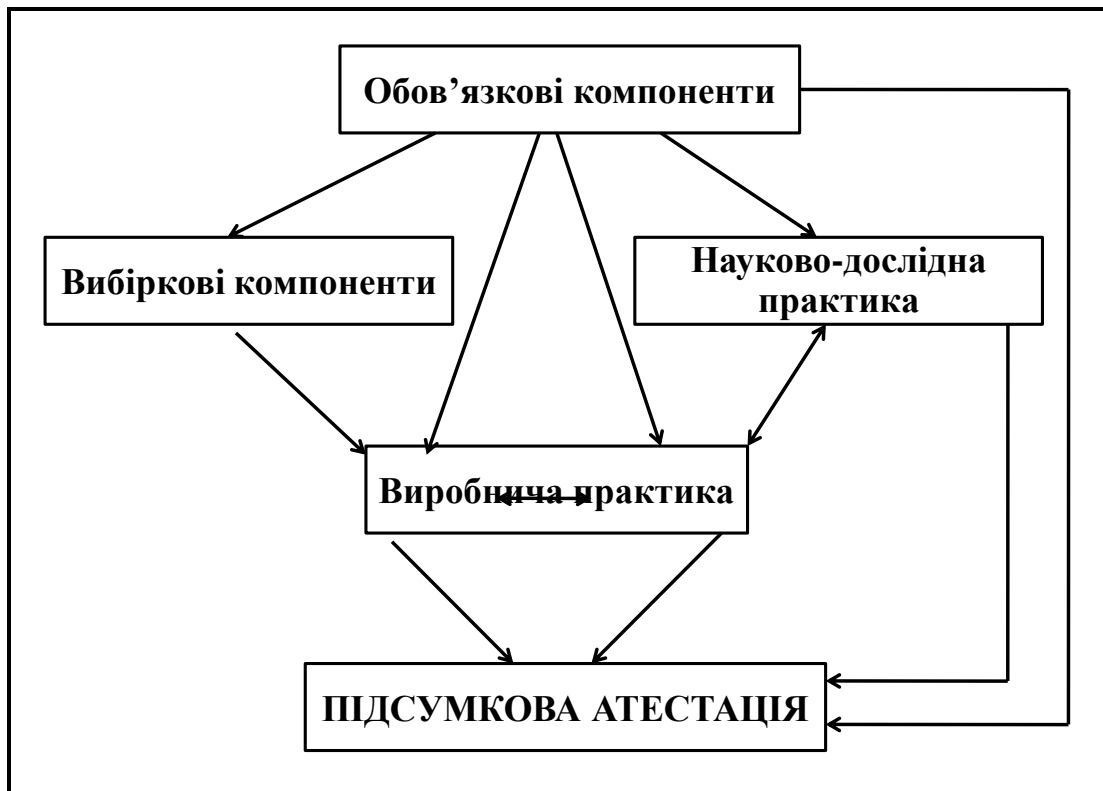 Обов’язкові компоненти
Вибіркові компоненти
Науково-дослідна
практика
Виробнича практика
ПІДСУМКОВА АТЕСТАЦІЯ